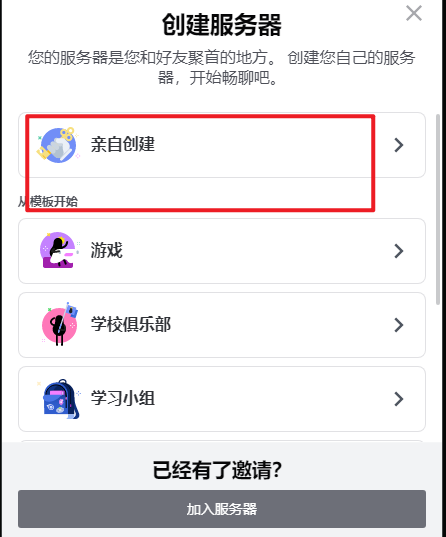 创建服务器
您的服务器是您和好友聚首的地方。 创建您自己的服务
器，开始畅聊吧。
亲自创建
从模板开始
游戏
学校俱乐部
学习小组
已经有了邀请？
加入服务器